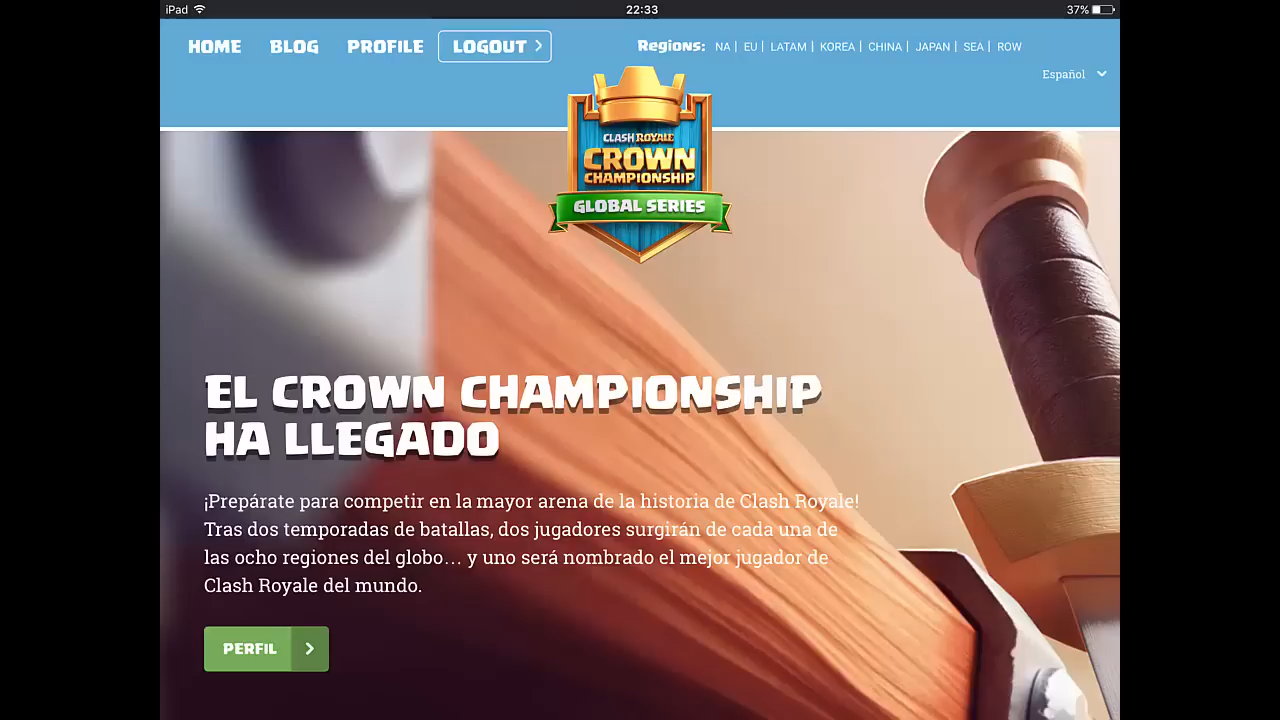 iPad 22:33 37%
HOME BLOG PROFILE LOGOUT Regions: NA | EU | LATAM | KOREA | CHINA | JAPAN | SEA | ROW
Español
CLASH ROYALE
CROWN
CHAMPIONSHIP
GLOBAL SERIES
EL CROWN CHAMPIONSHIP
HA LLEGADO
¡Prepárate para competir en la mayor arena de la historia de Clash Royale!
Tras dos temporadas de batallas, dos jugadores surgirán de cada una de
las ocho regiones del globo… y uno será nombrado el mejor jugador de
Clash Royale del mundo.
PERFIL